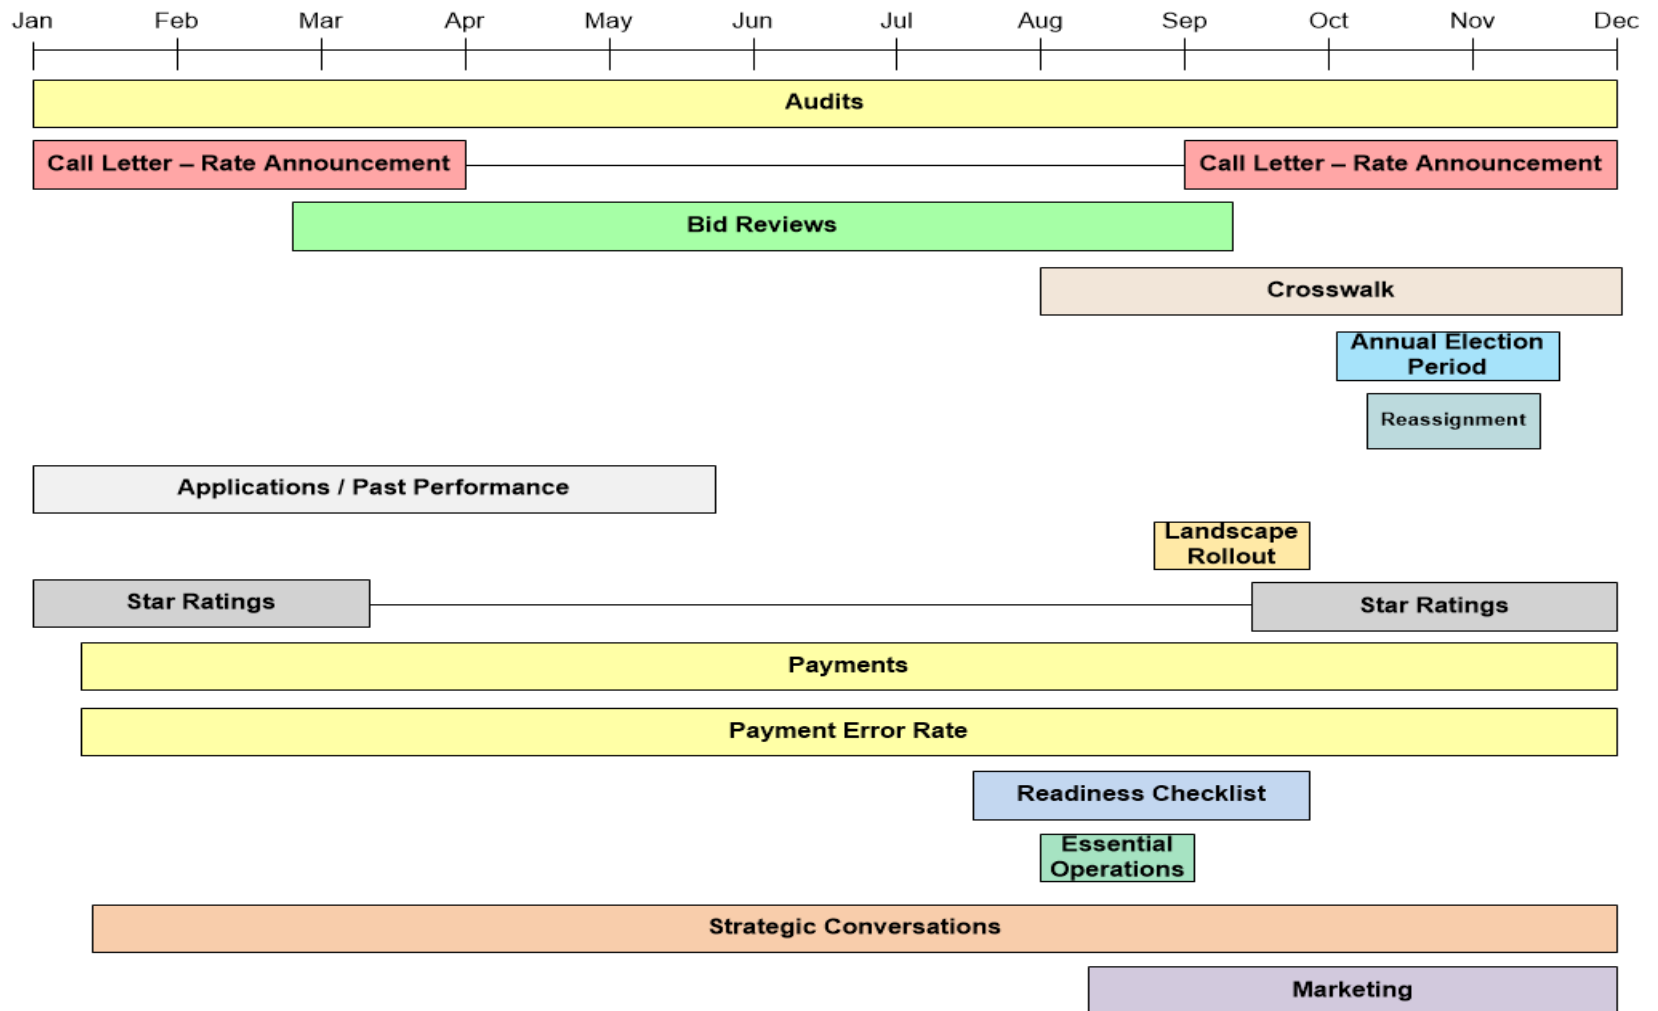 Jan Feb Mar Apr May Jun Jul Aug Sep Oct Nov Dec
Audits
Call Letter – Rate Announcement Call Letter – Rate Announcement
Bid Reviews
Crosswalk
Annual Election
Period
Reassignment
Applications / Past Performance
Landscape
Rollout
Star Ratings Star Ratings
Payments
Payment Error Rate
Readiness Checklist
Essential
Operations
Strategic Conversations
Marketing